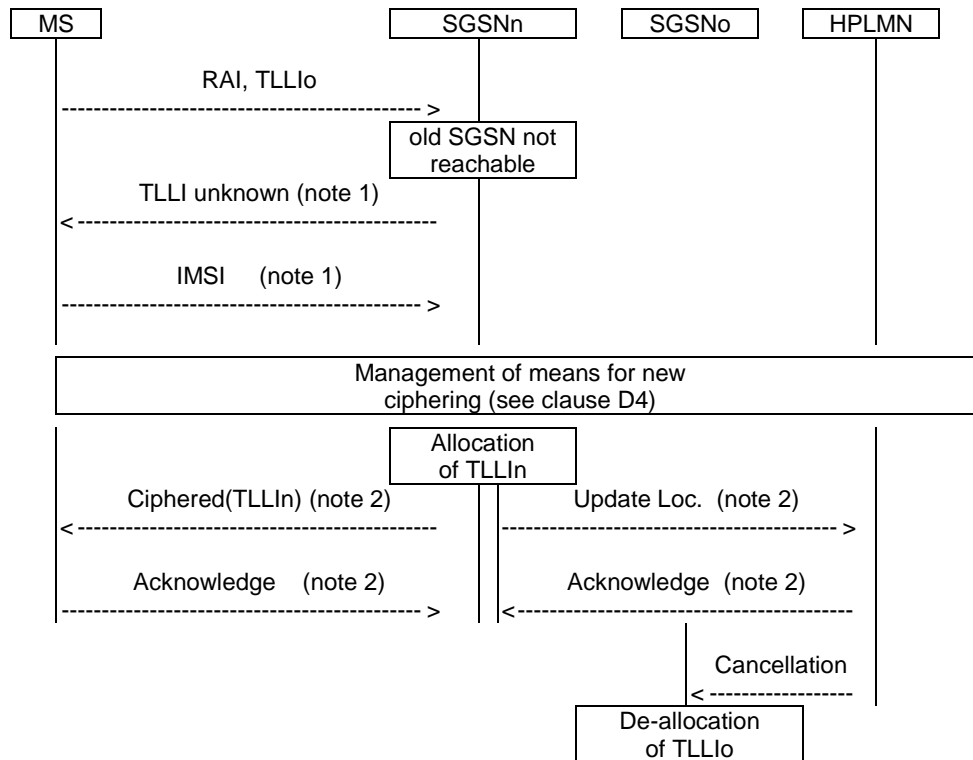 MS SGSNn SGSNo HPLMN
RAI, TLLIo
old SGSN not
reachable
TLLI unknown (note 1)
IMSI (note 1)
Management of means for new
ciphering (see clause D4)
Allocation
of TLLIn
Ciphered(TLLIn) (note 2) Update Loc. (note 2)
Acknowledge (note 2) Acknowledge (note 2)
Cancellation
De-allocation
of TLLIo